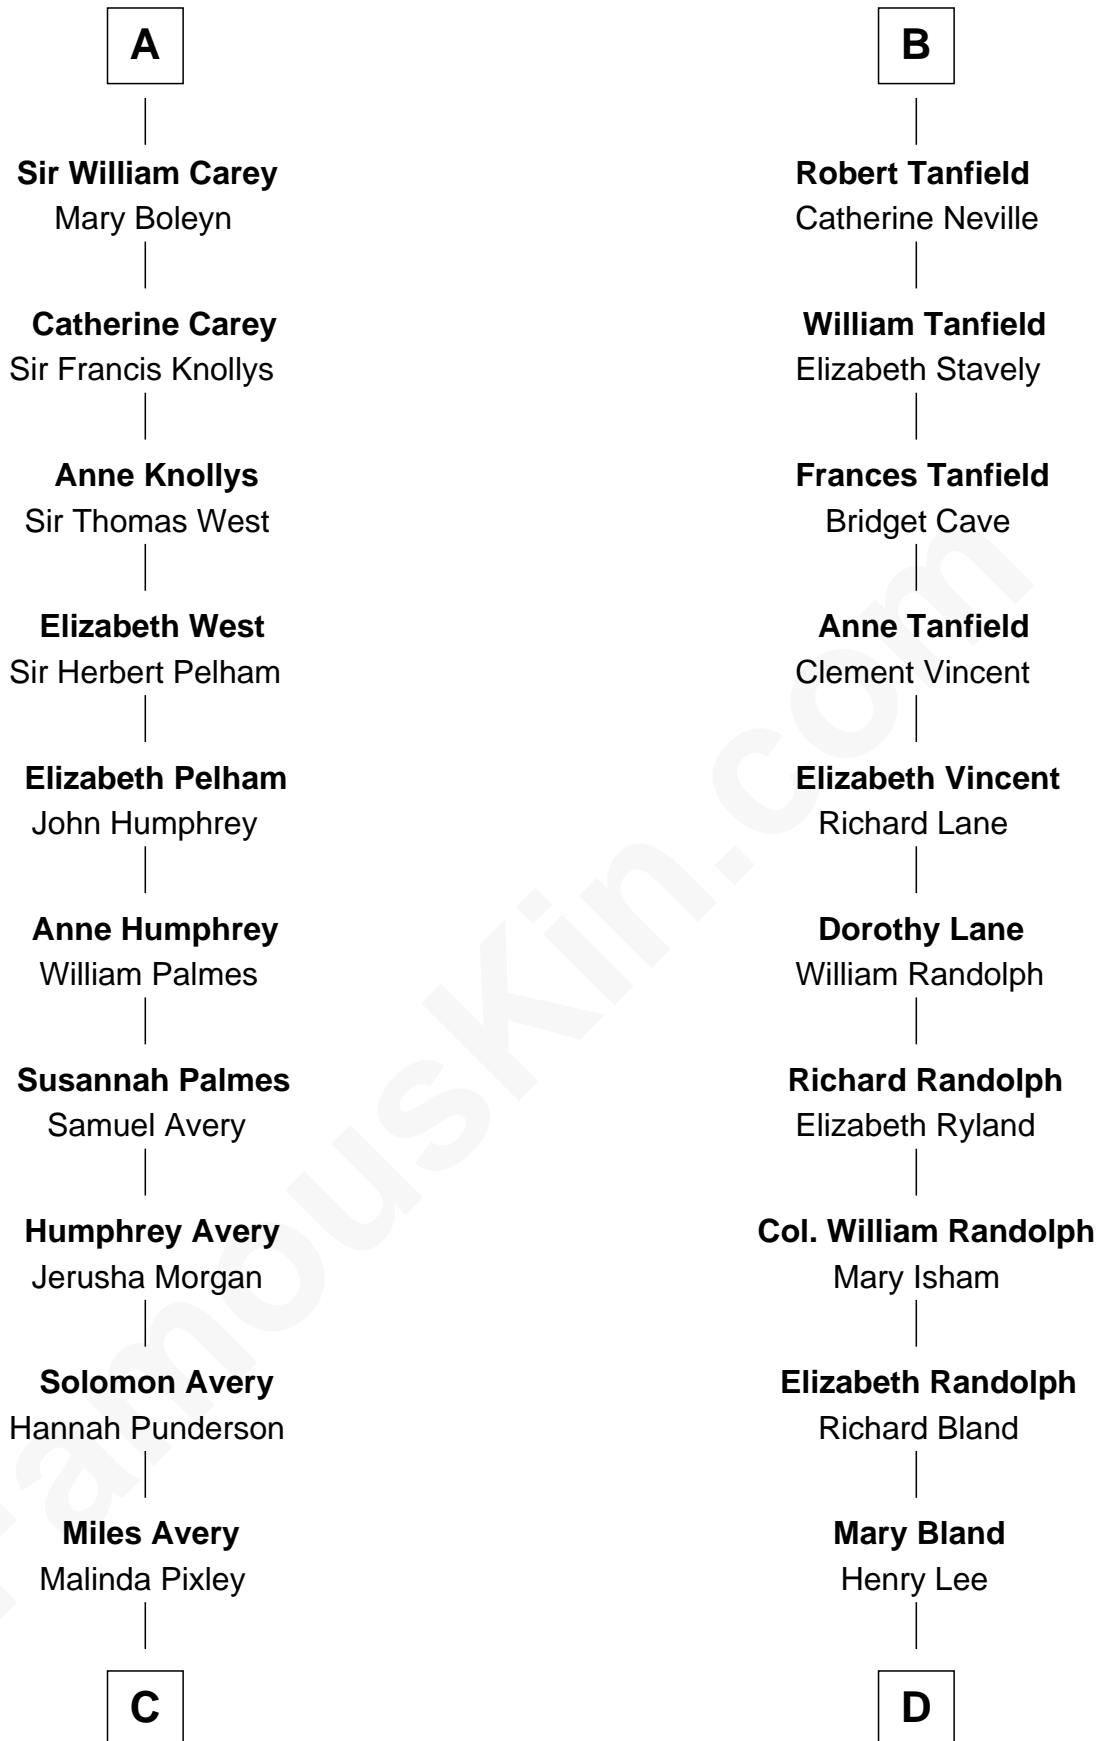 A
Sir William Carey
Mary Boleyn
Catherine Carey
Sir Francis Knollys
Anne Knollys
Sir Thomas West
Elizabeth West
Sir Herbert Pelham
Elizabeth Pelham
John Humphrey
Anne Humphrey
William Palmes
Susannah Palmes
Samuel Avery
Humphrey Avery
Jerusha Morgan
Solomon Avery
Hannah Punderson
Miles Avery
Malinda Pixley
C
B
Robert Tanfield
Catherine Neville
William Tanfield
Elizabeth Stavely
Frances Tanfield
Bridget Cave
Anne Tanfield
Clement Vincent
Elizabeth Vincent
Richard Lane
Dorothy Lane
William Randolph
Richard Randolph
Elizabeth Ryland
Col. William Randolph
Mary Isham
Elizabeth Randolph
Richard Bland
Mary Bland
Henry Lee
D
FamousKin.com